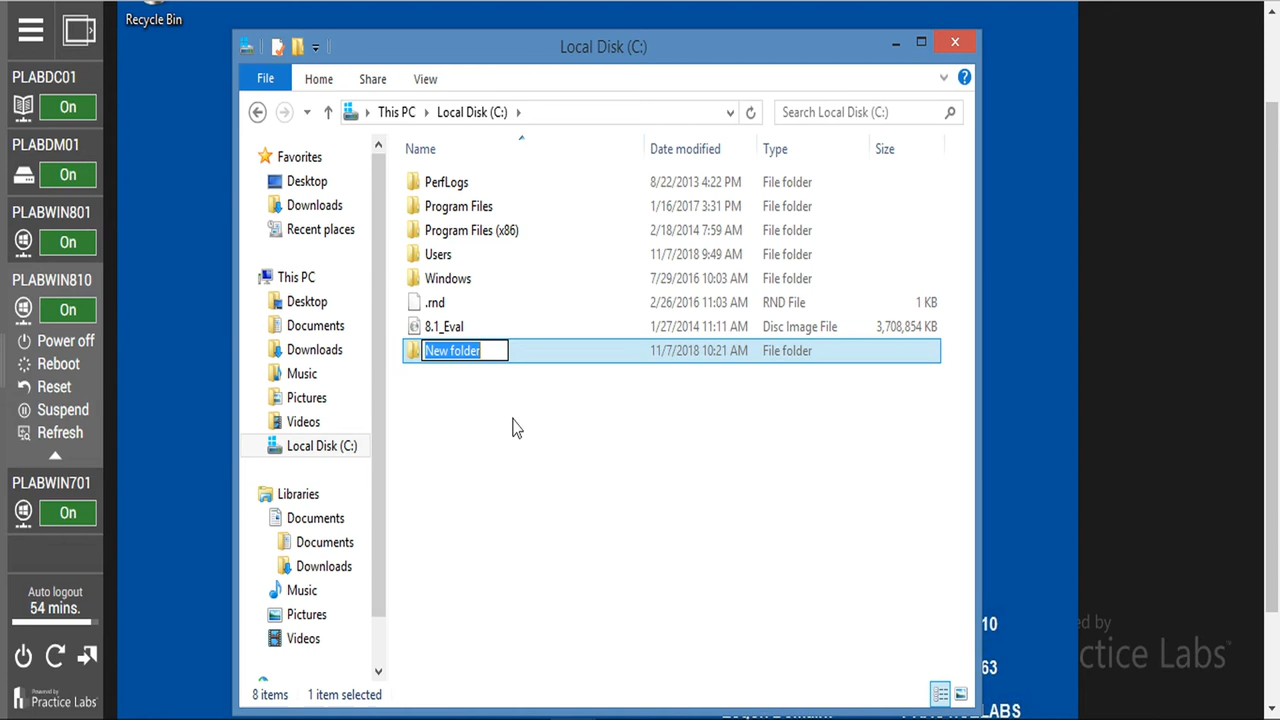 Recycle Bin
PLABDC01
On
PLABDM01
On
PLABWIN801
On
PLABWIN810
On
Power off
Reboot
Reset
Suspend
Refresh
PLABWIN701
On
Auto logout
54 mins.
Powered by
Practice Labs
Local Disk (C:)
File Home Share View
This PC Local Disk (C:)
Search Local Disk (C:)
Favorites
Desktop
Downloads
Recent places
This PC
Desktop
Documents
Downloads
Music
Pictures
Videos
Local Disk (C:)
Libraries
Documents
Documents
Downloads
Music
Pictures
Videos
Name Date modified Type Size
PerfLogs 8/22/2013 4:22 PM File folder
Program Files 1/16/2017 3:31 PM File folder
Program Files (x86) 2/18/2014 7:59 AM File folder
Users 11/7/2018 9:49 AM File folder
Windows 7/29/2016 10:03 AM File folder
.rnd 2/26/2016 11:03 AM RND File 1 KB
8.1_Eval 1/27/2014 11:11 AM Disc Image File 3,708,854 KB
New folder 11/7/2018 10:21 AM File folder
8 items 1 item selected
10
63
ed by
ctice Labs